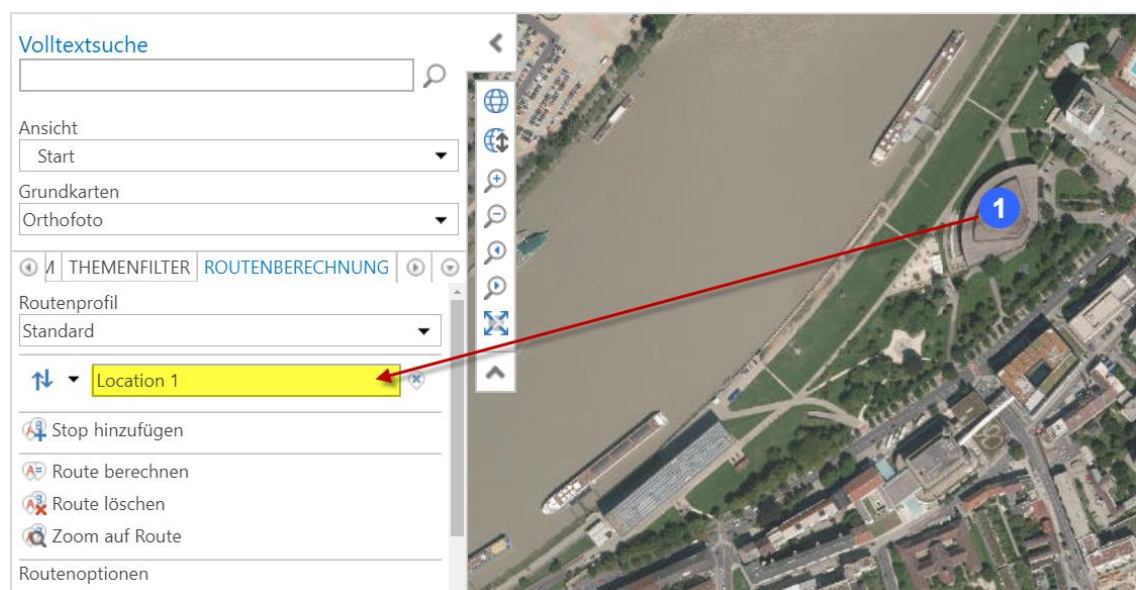 Volltextsuche
Ansicht
Start
Grundkarten
Orthofoto
THEMENFILTER ROUTENBERECHNUNG
Routenprofil
Standard
Location 1
Stop hinzufügen
Route berechnen
Route löschen
Zoom auf Route
Routenoptionen
1